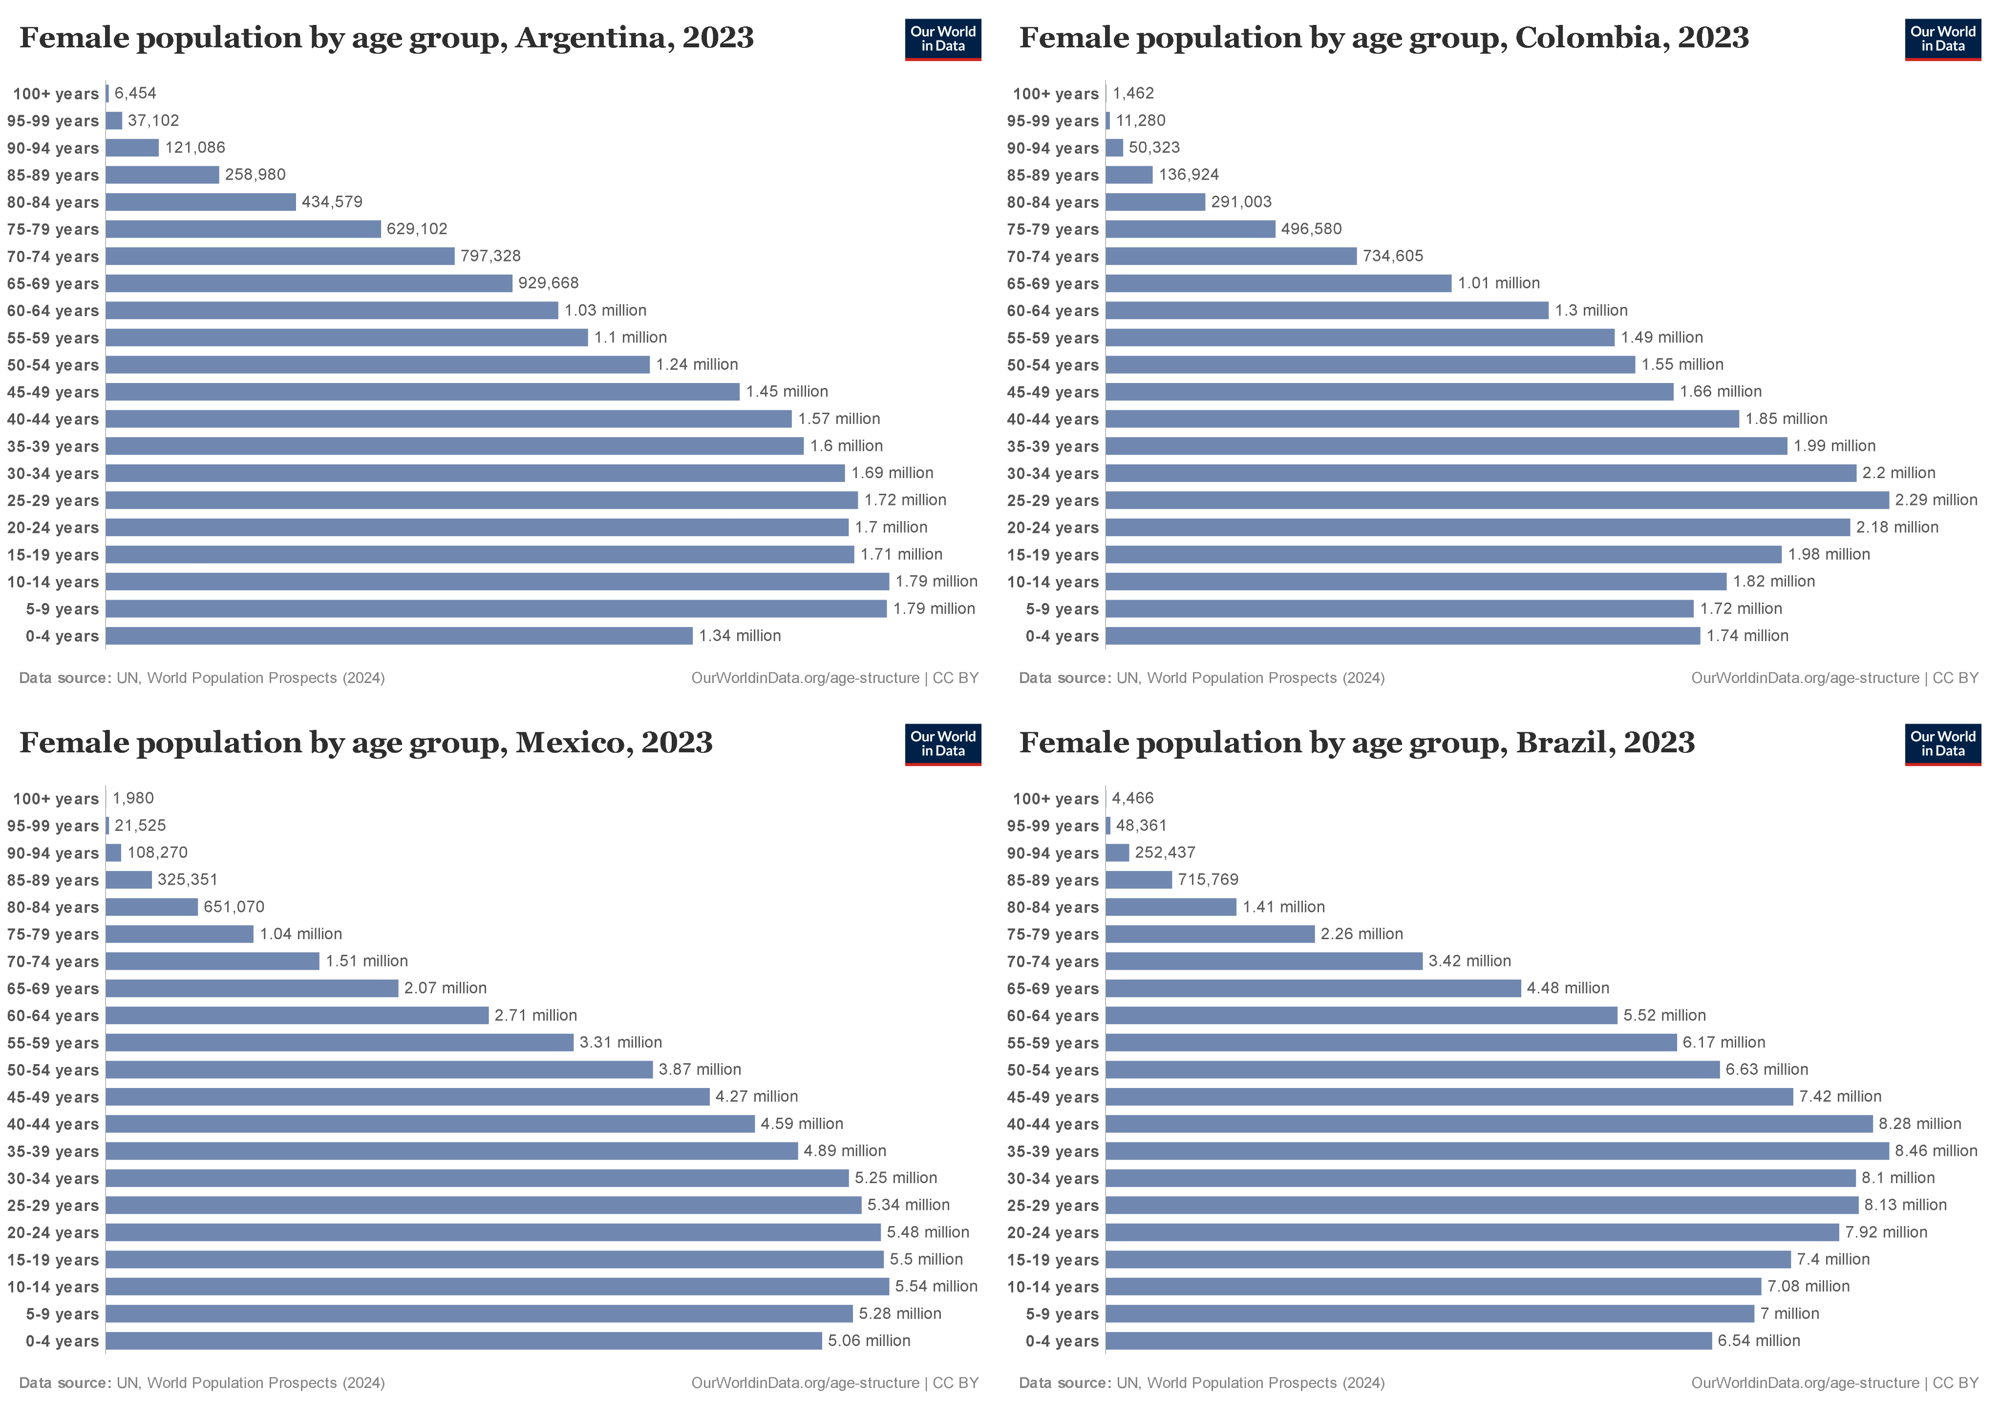 Female population by age group, Argentina, 2023
Our World
in Data
100+ years 6,454
95-99 years 37,102
90-94 years 121,086
85-89 years 258,980
80-84 years 434,579
75-79 years 629,102
70-74 years 797,328
65-69 years 929,668
60-64 years 1.03 million
55-59 years 1.1 million
50-54 years 1.24 million
45-49 years 1.45 million
40-44 years 1.57 million
35-39 years 1.6 million
30-34 years 1.69 million
25-29 years 1.72 million
20-24 years 1.7 million
15-19 years 1.71 million
10-14 years 1.79 million
5-9 years 1.79 million
0-4 years 1.34 million
Data source: UN, World Population Prospects (2024) OurWorldinData.org/age-structure | CC BY
Female population by age group, Colombia, 2023
Our World
in Data
100+ years 1,462
95-99 years 11,280
90-94 years 50,323
85-89 years 136,924
80-84 years 291,003
75-79 years 496,580
70-74 years 734,605
65-69 years 1.01 million
60-64 years 1.3 million
55-59 years 1.49 million
50-54 years 1.55 million
45-49 years 1.66 million
40-44 years 1.85 million
35-39 years 1.99 million
30-34 years 2.2 million
25-29 years 2.29 million
20-24 years 2.18 million
15-19 years 1.98 million
10-14 years 1.82 million
5-9 years 1.72 million
0-4 years 1.74 million
Data source: UN, World Population Prospects (2024) OurWorldinData.org/age-structure | CC BY
Female population by age group, Mexico, 2023
Our World
in Data
100+ years 1,980
95-99 years 21,525
90-94 years 108,270
85-89 years 325,351
80-84 years 651,070
75-79 years 1.04 million
70-74 years 1.51 million
65-69 years 2.07 million
60-64 years 2.71 million
55-59 years 3.31 million
50-54 years 3.87 million
45-49 years 4.27 million
40-44 years 4.59 million
35-39 years 4.89 million
30-34 years 5.25 million
25-29 years 5.34 million
20-24 years 5.48 million
15-19 years 5.5 million
10-14 years 5.54 million
5-9 years 5.28 million
0-4 years 5.06 million
Data source: UN, World Population Prospects (2024) OurWorldinData.org/age-structure | CC BY
Female population by age group, Brazil, 2023
Our World
in Data
100+ years 4,466
95-99 years 48,361
90-94 years 252,437
85-89 years 715,769
80-84 years 1.41 million
75-79 years 2.26 million
70-74 years 3.42 million
65-69 years 4.48 million
60-64 years 5.52 million
55-59 years 6.17 million
50-54 years 6.63 million
45-49 years 7.42 million
40-44 years 8.28 million
35-39 years 8.46 million
30-34 years 8.1 million
25-29 years 8.13 million
20-24 years 7.92 million
15-19 years 7.4 million
10-14 years 7.08 million
5-9 years 7 million
0-4 years 6.54 million
Data source: UN, World Population Prospects (2024) OurWorldinData.org/age-structure | CC BY